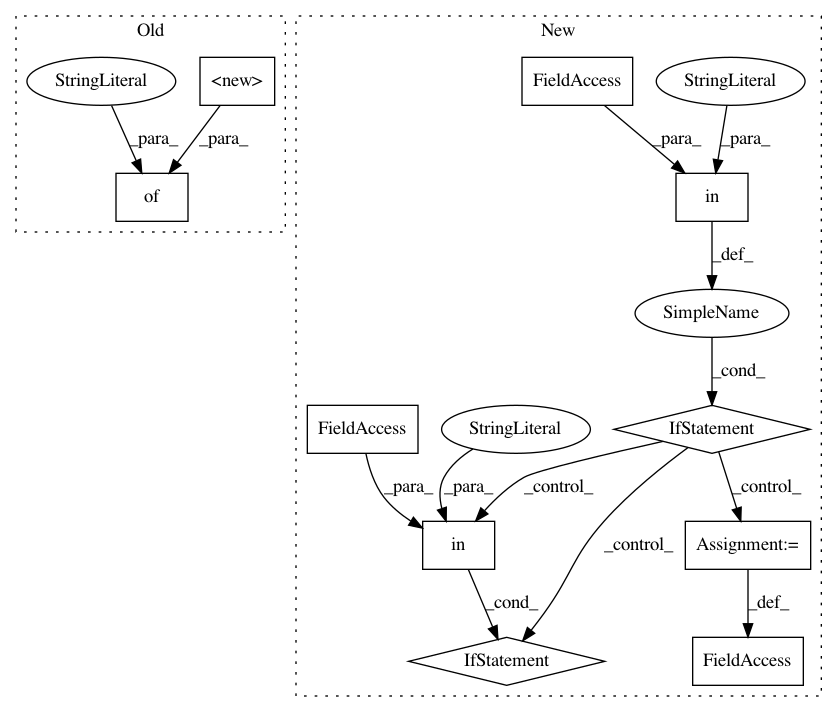 Old
New
StringLiteral
<new>
FieldAccess
StringLiteral
_para_
_para_
_para_
_para_
of
in
_def_
SimpleName
_cond_
FieldAccess
StringLiteral
IfStatement
_para_
_para_
_control_
_control_
in
_control_
Assignment:=
_cond_
_def_
IfStatement
FieldAccess